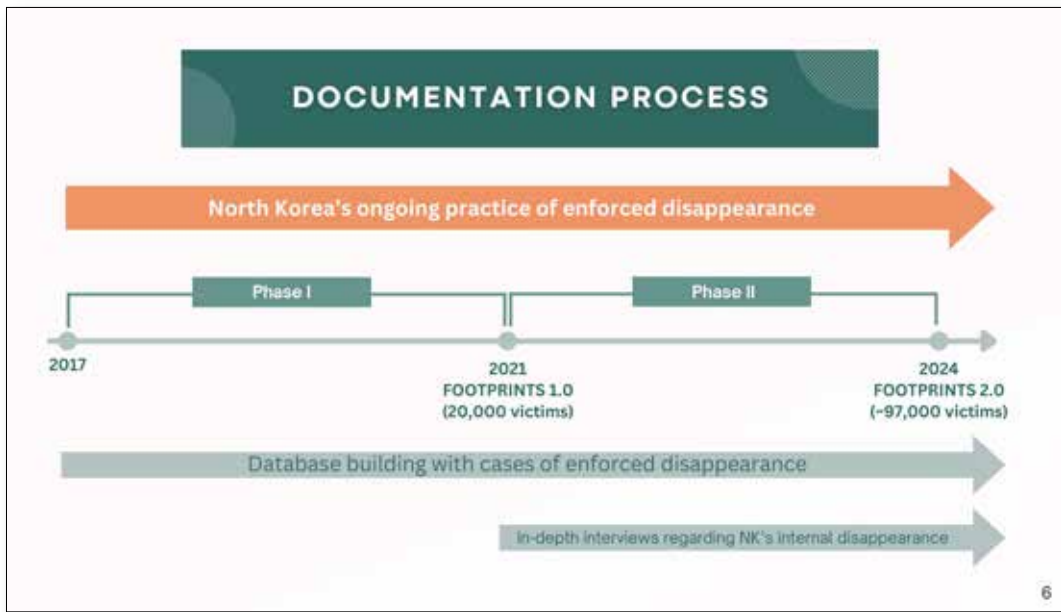 DOCUMENTATION PROCESS
North Korea's ongoing practice of enforced disappearance
Phase I
Phase II
2017
2021
FOOTPRINTS 1.0
(20,000 victims)
2024
FOOTPRINTS 2.0
(~97,000 victims)
Database building with cases of enforced disappearance
In-depth interviews regarding NK's internal disappearance
6